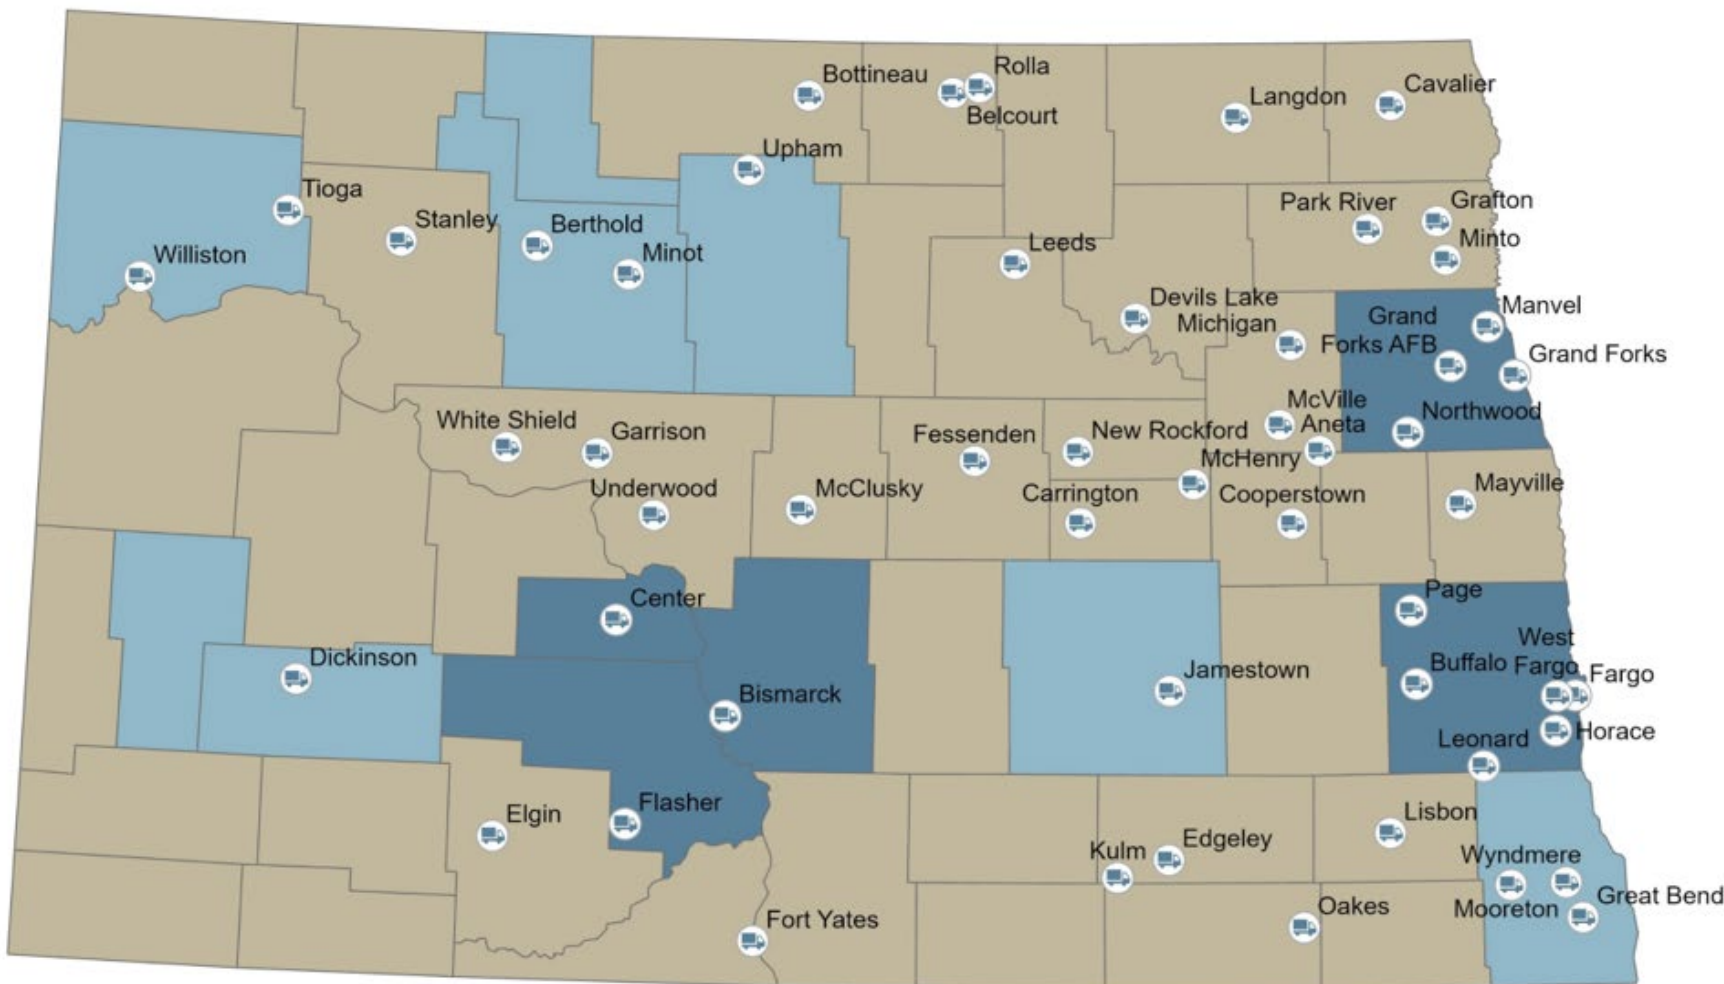 Bottineau
Rolla
Belcourt
Langdon
Cavalier
Upham
Tioga
Stanley
Berthold
Minot
Williston
Leeds
Park River
Grafton
Minto
Devils Lake
Michigan
Grand
Forks AFB
Manvel
Grand Forks
White Shield
Garrison
Underwood
McClusky
Fessenden
New Rockford
McHenry
Carrington
McVille
Aneta
Northwood
Cooperstown
Mayville
Center
Dickinson
Bismarck
Jamestown
Page
Buffalo
West
Fargo
Fargo
Horace
Leonard
Elgin
Flasher
Kulm
Edgeley
Lisbon
Wyndmere
Mooreton
Great Bend
Fort Yates
Oakes